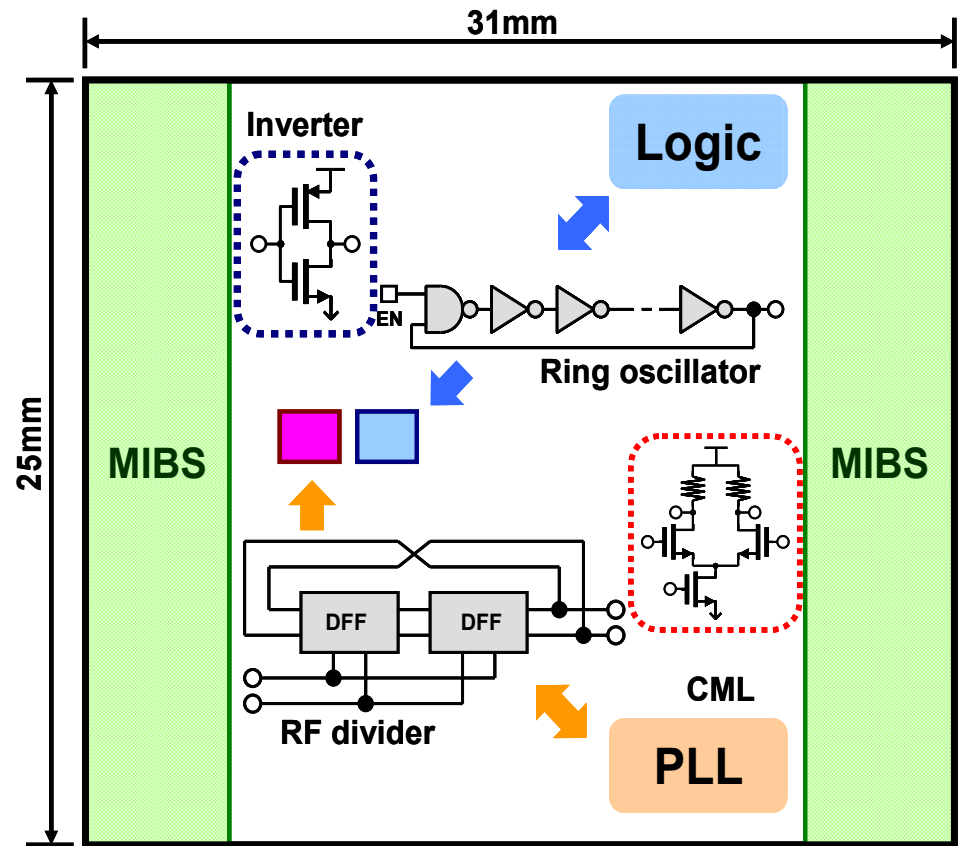 31mm
25mm
Inverter
Logic
EN
Ring oscillator
MIBS
MIBS
DFF
DFF
CML
RF divider
PLL